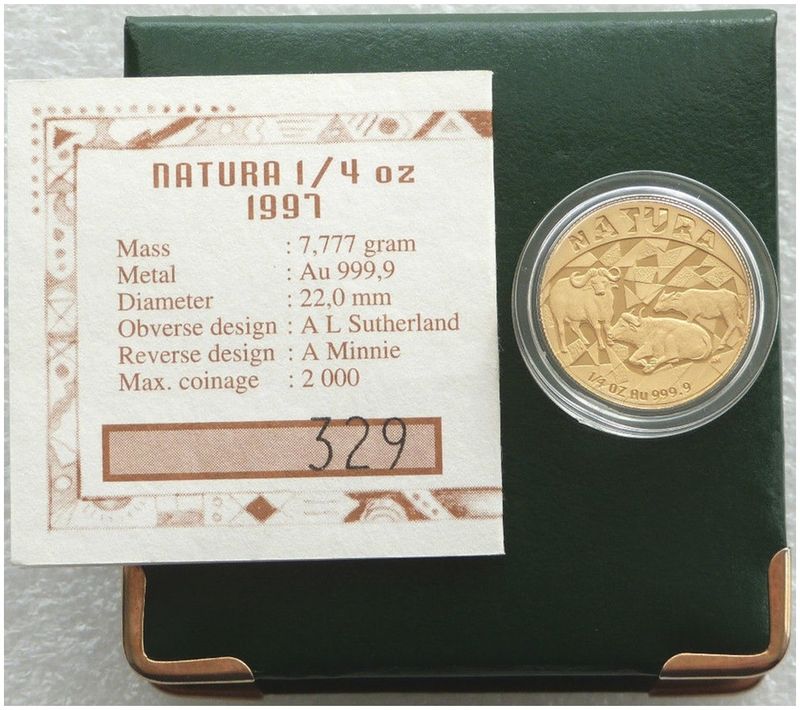 NATURA 1/4 oz
1997
Mass : 7,777 gram
Metal : Au 999,9
Diameter : 22,0 mm
Obverse design : A L Sutherland
Reverse design : A Minnie
Max. coinage : 2 000
329
NATURA
1/4 OZ Au 999.9